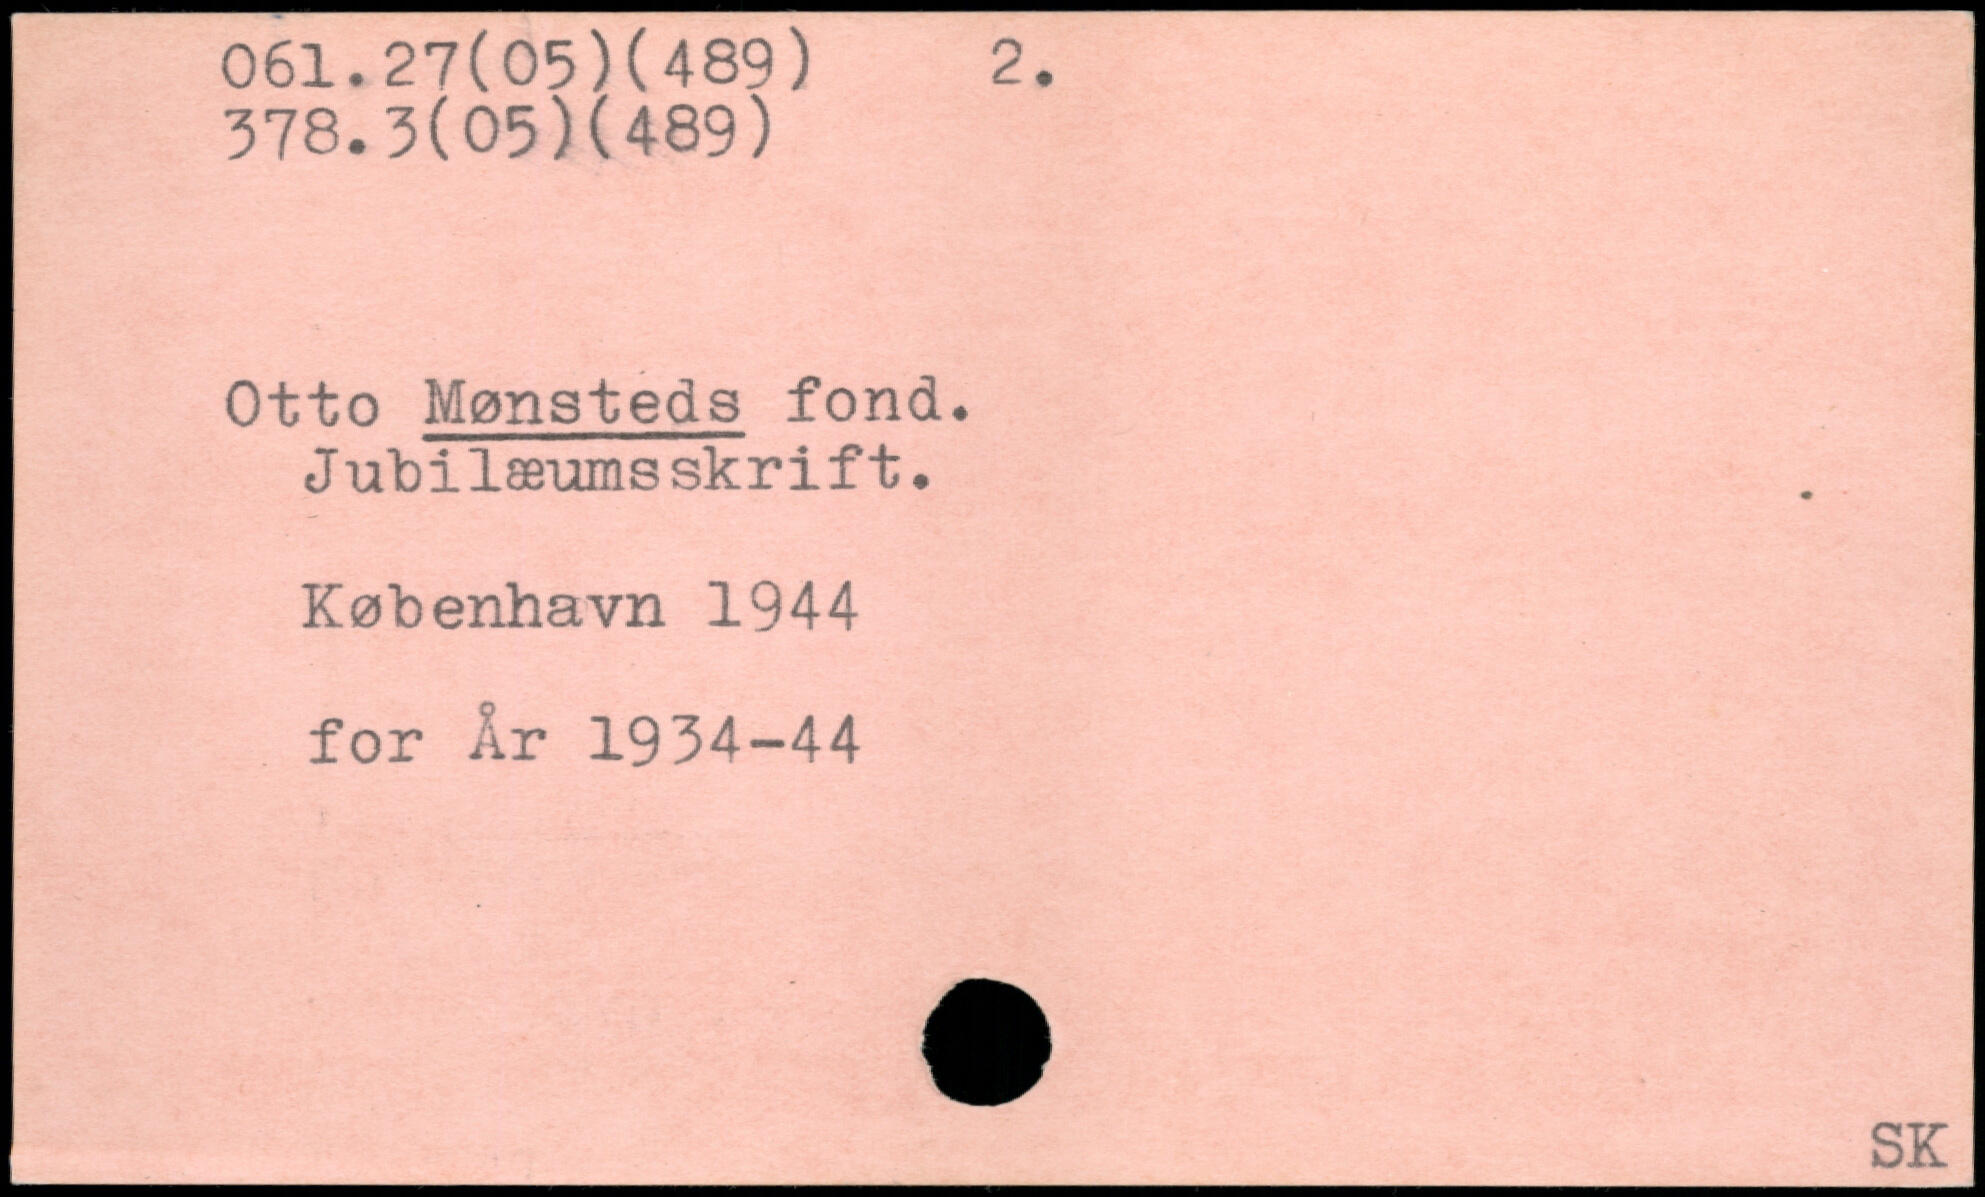 061.27(05)(489) 2.
378.3(05)(489)
Otto Mønsteds fond.
Jubilæumsskrift.
København 1944
for År 1934-44
SK